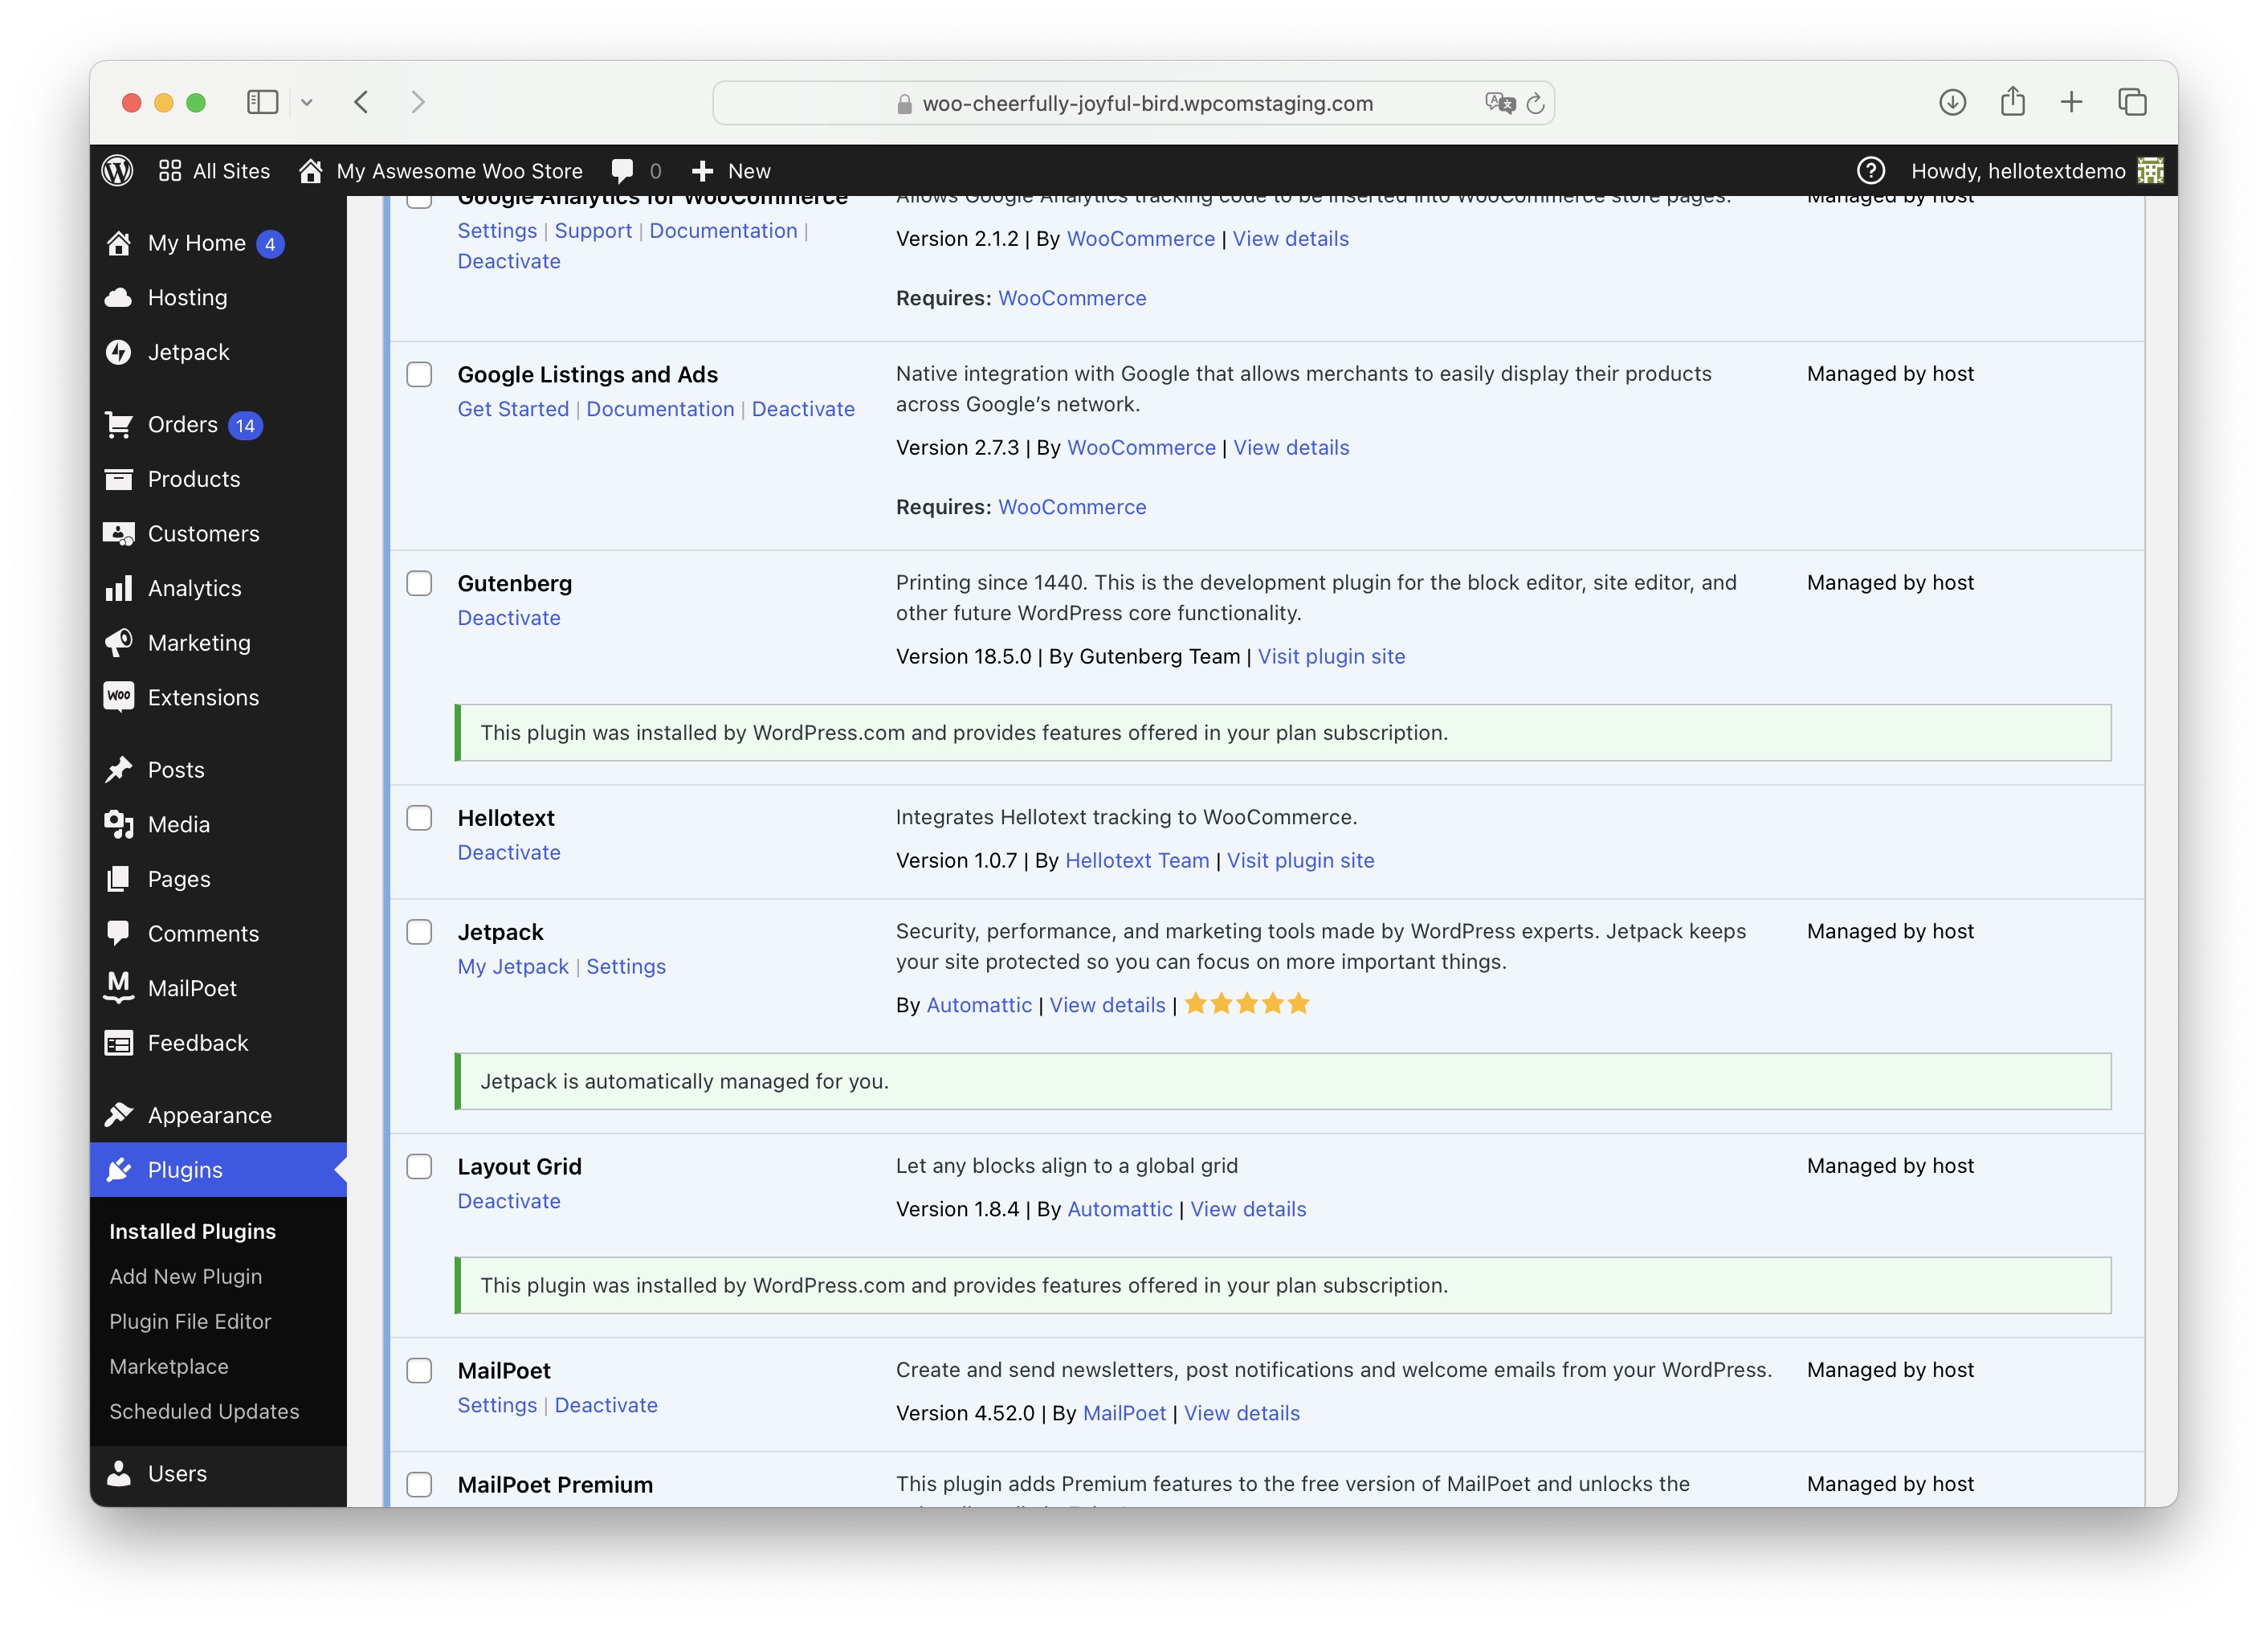 woo-cheerfully-joyful-bird.wpcomstaging.com
All Sites
My Aswesome Woo Store
0
New
Howdy, hellotextdemo
My Home 4
Hosting
Jetpack
Orders 14
Products
Customers
Analytics
Marketing
Woo Extensions
Posts
Media
Pages
Comments
MailPoet
Feedback
Appearance
Plugins
Installed Plugins
Add New Plugin
Plugin File Editor
Marketplace
Scheduled Updates
Users
Google Analytics for WooCommerce
Settings | Support | Documentation |
Deactivate
Allows Google Analytics tracking code to be inserted into WooCommerce store pages.
Version 2.1.2 | By WooCommerce | View details
Requires: WooCommerce
Managed by host
Google Listings and Ads
Get Started | Documentation | Deactivate
Native integration with Google that allows merchants to easily display their products
across Google’s network.
Version 2.7.3 | By WooCommerce | View details
Requires: WooCommerce
Managed by host
Gutenberg
Deactivate
Printing since 1440. This is the development plugin for the block editor, site editor, and
other future WordPress core functionality.
Version 18.5.0 | By Gutenberg Team | Visit plugin site
Managed by host
This plugin was installed by WordPress.com and provides features offered in your plan subscription.
Hellotext
Deactivate
Integrates Hellotext tracking to WooCommerce.
Version 1.0.7 | By Hellotext Team | Visit plugin site
Jetpack
My Jetpack | Settings
Security, performance, and marketing tools made by WordPress experts. Jetpack keeps
your site protected so you can focus on more important things.
By Automattic | View details |
Managed by host
Jetpack is automatically managed for you.
Layout Grid
Deactivate
Let any blocks align to a global grid
Version 1.8.4 | By Automattic | View details
Managed by host
This plugin was installed by WordPress.com and provides features offered in your plan subscription.
MailPoet
Settings | Deactivate
Create and send newsletters, post notifications and welcome emails from your WordPress.
Version 4.52.0 | By MailPoet | View details
Managed by host
MailPoet Premium
This plugin adds Premium features to the free version of MailPoet and unlocks the
Managed by host